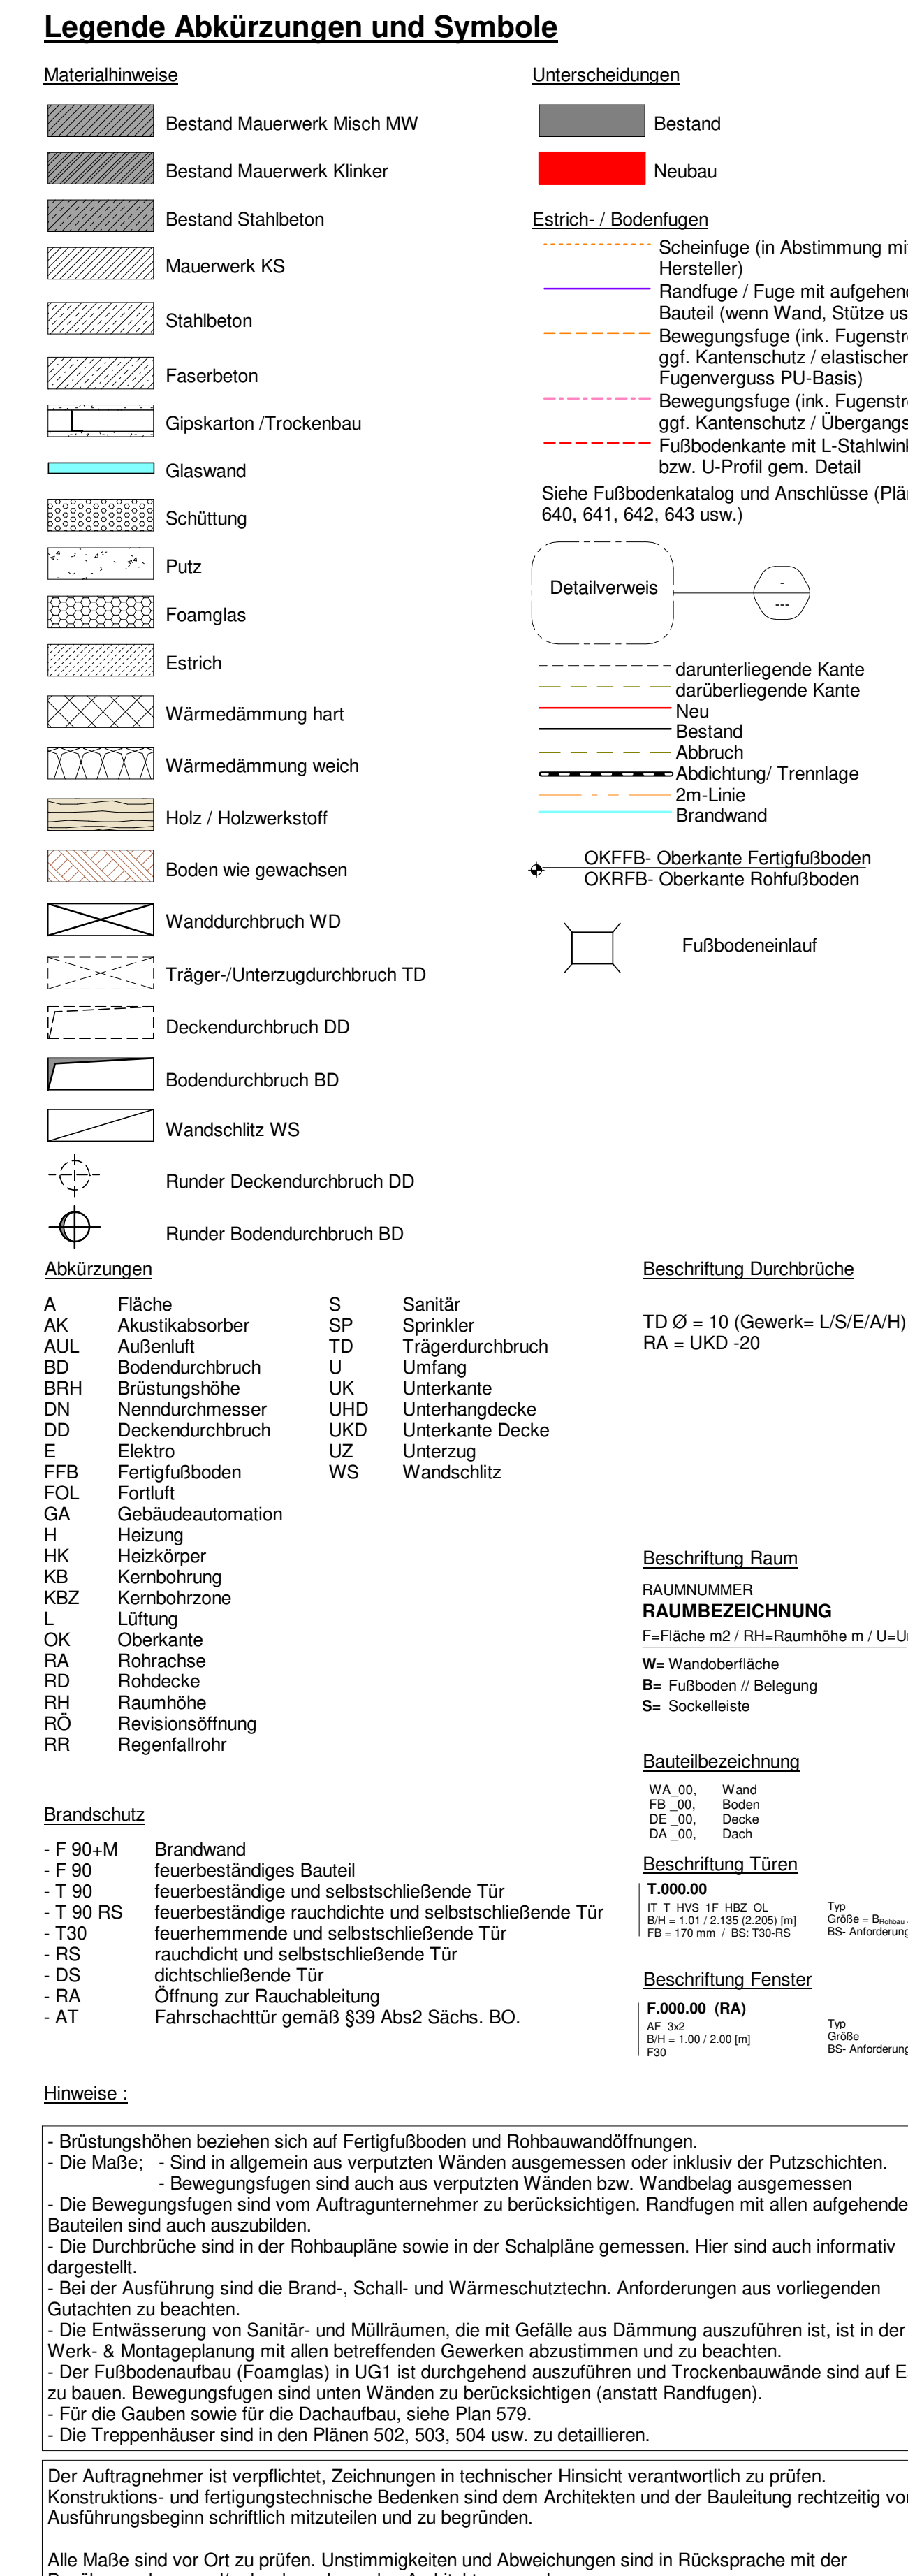 Legende Abkürzungen und Symbole
Materialhinweise
Bestand Mauerwerk Misch MW
Bestand Mauerwerk Klinker
Bestand Stahlbeton
Mauerwerk KS
Stahlbeton
Faserbeton
L
Gipskarton /Trockenbau
Glaswand
Schüttung
Putz
Foamglas
Estrich
Wärmedämmung hart
Wärmedämmung weich
Holz / Holzwerkstoff
Boden wie gewachsen
Wanddurchbruch WD
Träger-/Unterzugdurchbruch TD
Deckendurchbruch DD
Bodendurchbruch BD
Wandschlitz WS
Runder Deckendurchbruch DD
Runder Bodendurchbruch BD
Unterscheidungen
Bestand
Neubau
Estrich- / Bodenfugen
Scheinfuge (in Abstimmung
Hersteller)
Randfuge / Fuge mit
Bauteil (wenn Wand, Stütze
Bewegungsfuge (ink.
ggf. Kantenschutz / elastischer
Fugenverguss PU-Basis)
Bewegungsfuge (ink.
ggf. Kantenschutz /
Fußbodenkante mit
bzw. U-Profil gem. Detail
Siehe Fußbodenkatalog und Anschlüsse
640, 641, 642, 643 usw.)
Detailverweis
-
---
darunterliegende Kante
darüberliegende Kante
Neu
Bestand
Abbruch
Abdichtung/ Trennlage
2m-Linie
Brandwand
OKFFB- Oberkante Fertigfußboden
OKRFB- Oberkante Rohfußboden
Fußbodeneinlauf
Abkürzungen
A Fläche
AK Akustikabsorber
AUL Außenluft
BD Bodendurchbruch
BRH Brüstungshöhe
DN Nenndurchmesser
DD Deckendurchbruch
E Elektro
FFB Fertigfußboden
FOL Fortluft
GA Gebäudeautomation
H Heizung
HK Heizkörper
KB Kernbohrung
KBZ Kernbohrzone
L Lüftung
OK Oberkante
RA Rohrachse
RD Rohdecke
RH Raumhöhe
RÖ Revisionsöffnung
RR Regenfallrohr
S Sanitär
SP Sprinkler
TD Trägerdurchbruch
U Umfang
UK Unterkante
UHD Unterhangdecke
UKD Unterkante Decke
UZ Unterzug
WS Wandschlitz
Beschriftung Durchbrüche
TD Ø = 10 (Gewerk= L/S/E/A/H)
RA = UKD -20
Beschriftung Raum
RAUMNUMMER
RAUMBEZEICHNUNG
F=Fläche m2 / RH=Raumhöhe m /
W= Wandoberfläche
B= Fußboden // Belegung
S= Sockelleiste
Bauteilbezeichnung
WA_00, Wand
FB _00, Boden
DE _00, Decke
DA _00, Dach
Brandschutz
- F 90+M Brandwand
- F 90 feuerbeständiges Bauteil
- T 90 feuerbeständige und selbstschließende Tür
- T 90 RS feuerbeständige rauchdichte und selbstschließende Tür
- T30 feuerhemmende und selbstschließende Tür
- RS rauchdicht und selbstschließende Tür
- DS dichtschließende Tür
- RA Öffnung zur Rauchableitung
- AT Fahrschachttür gemäß §39 Abs2 Sächs. BO.
Beschriftung Türen
T.000.00
IT T HVS 1F HBZ OL Typ
B/H = 1.01 / 2.135 (2.205) [m] Größe = BRohbau
FB = 170 mm / BS: T30-RS BS- Anforderung
Beschriftung Fenster
F.000.00 (RA)
AF_3x2 Typ
B/H = 1.00 / 2.00 [m] Größe
F30 BS- Anforderung
Hinweise :
- Brüstungshöhen beziehen sich auf Fertigfußboden und Rohbauwandöffnungen.
- Die Maße; - Sind in allgemein aus verputzten Wänden ausgemessen oder inklusiv der Putzschichten.
- Bewegungsfugen sind auch aus verputzten Wänden bzw. Wandbelag ausgemessen
- Die Bewegungsfugen sind vom Auftragunternehmer zu berücksichtigen. Randfugen mit allen
Bauteilen sind auch auszubilden.
- Die Durchbrüche sind in der Rohbaupläne sowie in der Schalpläne gemessen. Hier sind auch informativ
dargestellt.
- Bei der Ausführung sind die Brand-, Schall- und Wärmeschutztechn. Anforderungen aus vorliegenden
Gutachten zu beachten.
- Die Entwässerung von Sanitär- und Müllräumen, die mit Gefälle aus Dämmung auszuführen ist, ist in der
Werk- & Montageplanung mit allen betreffenden Gewerken abzustimmen und zu beachten.
- Der Fußbodenaufbau (Foamglas) in UG1 ist durchgehend auszuführen und Trockenbauwände sind auf
zu bauen. Bewegungsfugen sind unten Wänden zu berücksichtigen (anstatt Randfugen).
- Für die Gauben sowie für die Dachaufbau, siehe Plan 579.
- Die Treppenhäuser sind in den Plänen 502, 503, 504 usw. zu detaillieren.
Der Auftragnehmer ist verpflichtet, Zeichnungen in technischer Hinsicht verantwortlich zu prüfen.
Konstruktions- und fertigungstechnische Bedenken sind dem Architekten und der Bauleitung rechtzeitig
Ausführungsbeginn schriftlich mitzuteilen und zu begründen.
Alle Maße sind vor Ort zu prüfen. Unstimmigkeiten und Abweichungen sind in Rücksprache mit der